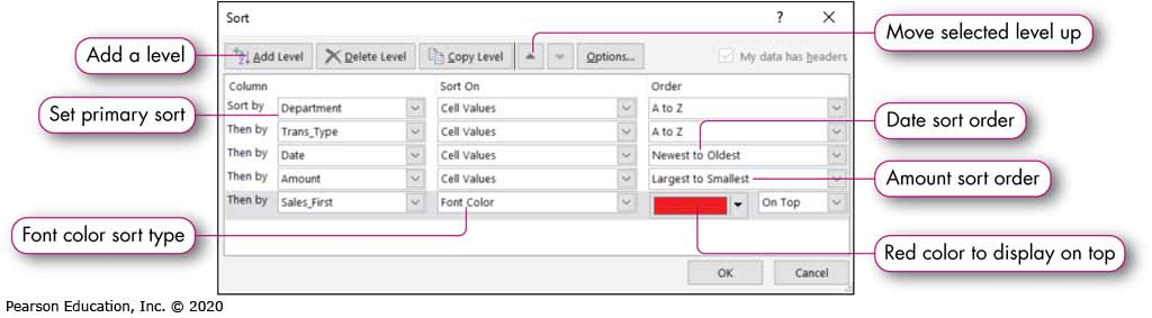 Sort ? ×
Add Level Delete Level Copy Level Options... My data has headers
Column Sort On Order
Sort by Department Cell Values A to Z
Then by Trans_Type Cell Values A to Z
Then by Date Cell Values Newest to Oldest
Then by Amount Cell Values Largest to Smallest
Then by Sales_First Font Color On Top
OK Cancel
Add a level
Set primary sort
Font color sort type
Move selected level up
Date sort order
Amount sort order
Red color to display on top
Pearson Education, Inc. © 2020